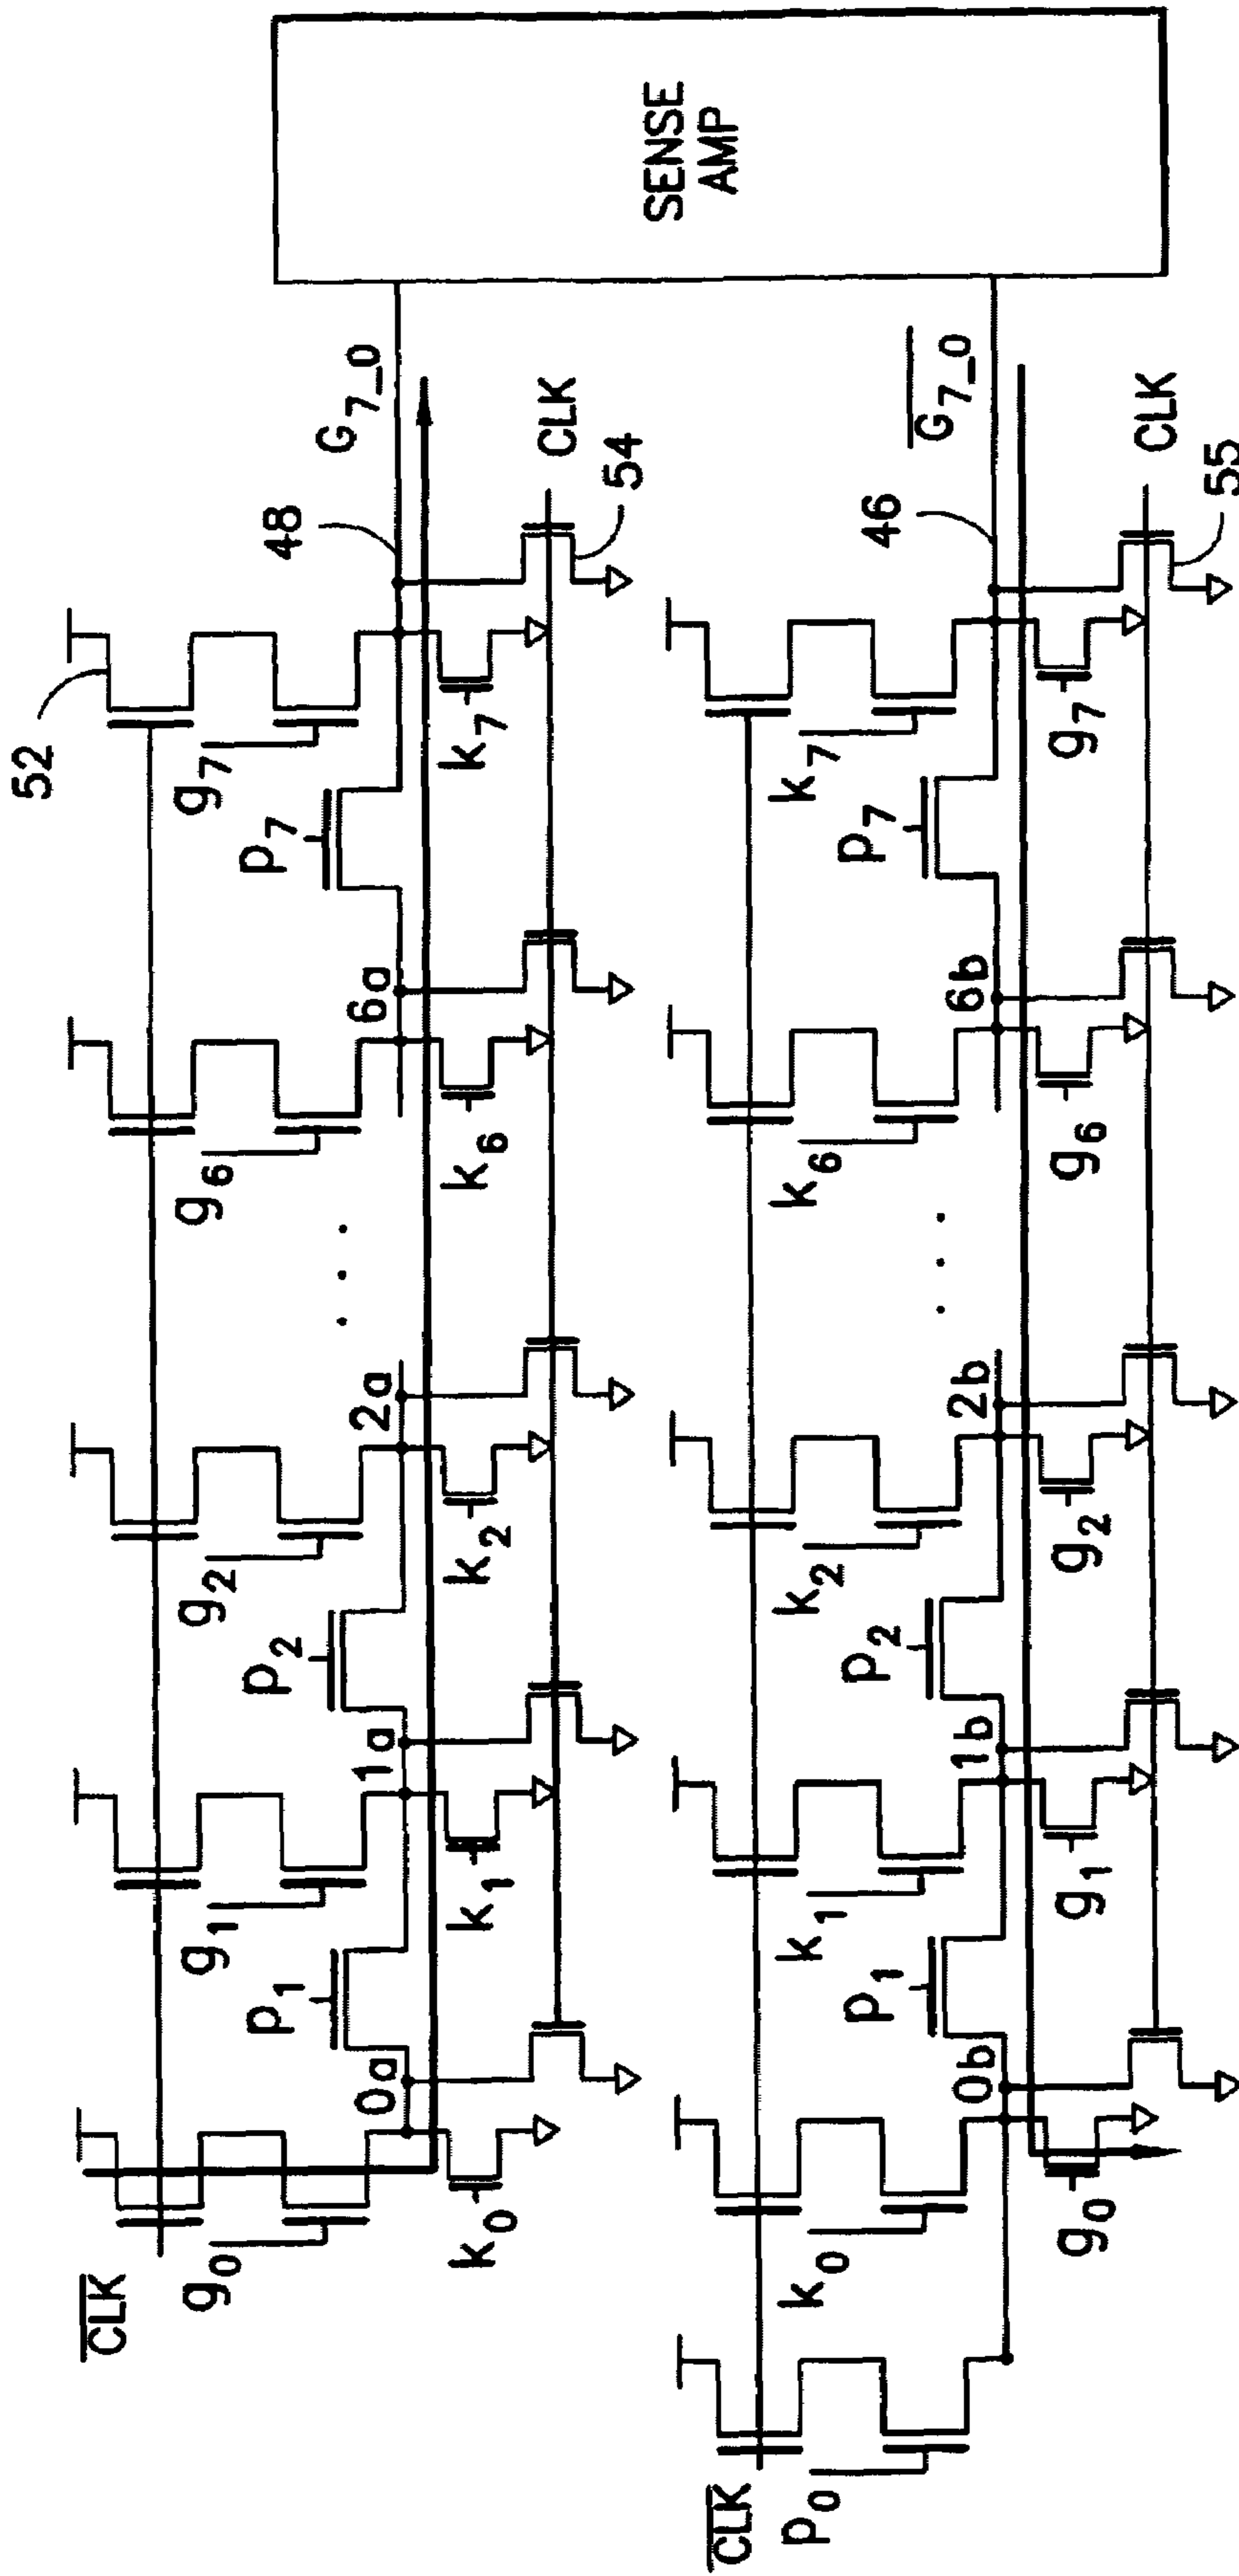 CLK
g0
g1
g2
g6
g7
52
p1
p2
p7
0a
1a
2a
6a
48
G7_0
k0
k1
k2
k6
k7
CLK
54
SENSE
AMP
CLK
p0
k0
k1
k2
k6
k7
p1
p2
p7
0b
1b
2b
6b
46
G7_0
g0
g1
g2
g6
g7
CLK
55